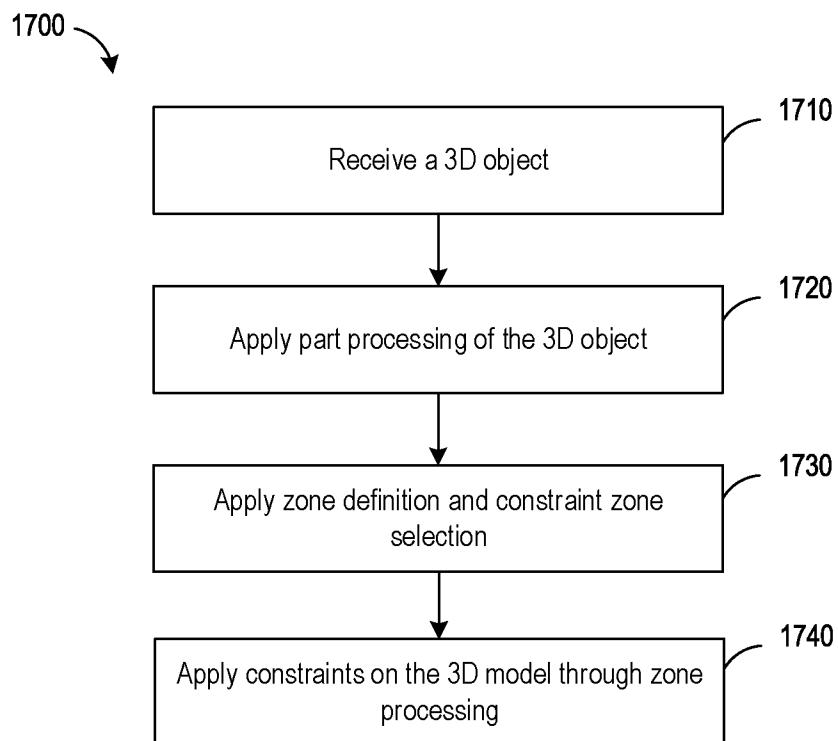 1700
1710
Receive a 3D object
1720
Apply part processing of the 3D object
1730
Apply zone definition and constraint zone
selection
1740
Apply constraints on the 3D model through zone
processing